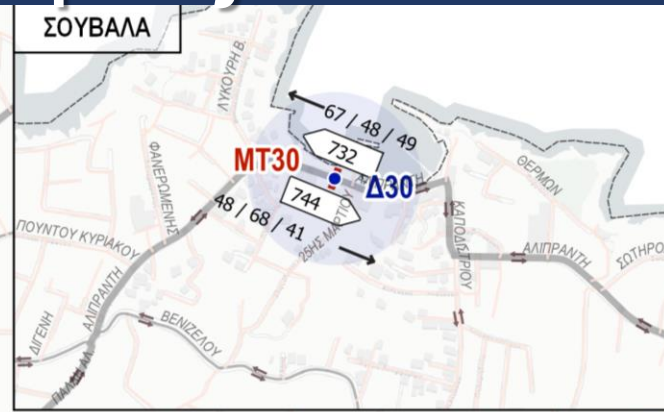 ΣΟΥΒΑΛΑ
ΛΥΚΟΥΡΗ Β.
67 / 48 / 49
732
ΜΤ30
Δ30
744
48 / 68 / 41
25ΗΣ ΜΑΡΤΙΟΥ
ΦΑΝΕΡΩΜΕΝΗΣ
ΘΕΡΜΩΝ
ΚΑΠΟΔΙΣΤΡΙΟΥ
ΑΛΙΠΡΑΝΤΗ
ΣΩΤΗΡΟΣ
ΠΟΥΝΤΟΥ ΚΥΡΙΑΚΟΥ
ΑΛΙΠΡΑΝΤΗ
ΔΙΓΕΝΗ
ΒΕΝΙΖΕΛΟΥ